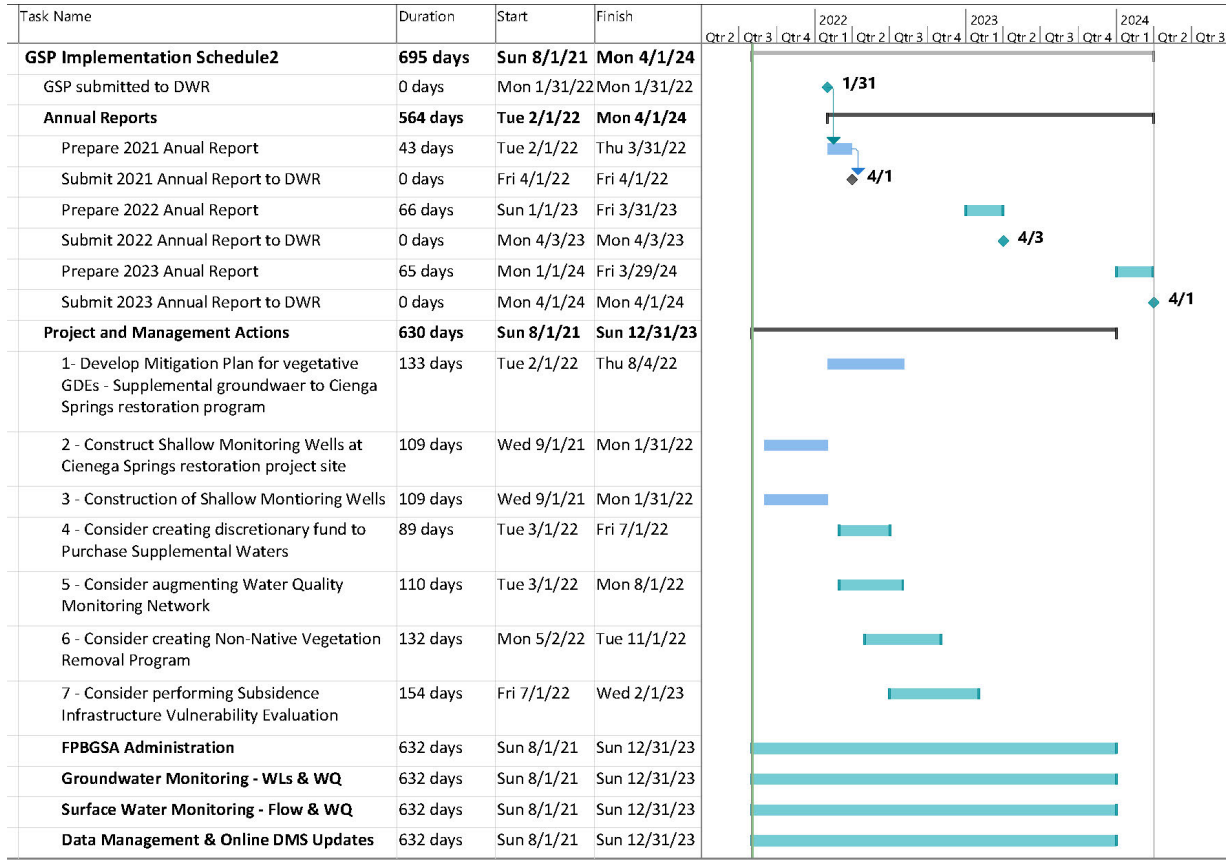 Task Name Duration Start Finish 2022 2023 2024
Qtr 2 Qtr 3 Qtr 4 Qtr 1 Qtr 2 Qtr 3 Qtr 4 Qtr 1 Qtr 2 Qtr 3 Qtr 4 Qtr 1 Qtr 2 Qtr 3
GSP Implementation Schedule2 695 days Sun 8/1/21 Mon 4/1/24
GSP submitted to DWR 0 days Mon 1/31/22 Mon 1/31/22 1/31
Annual Reports 564 days Tue 2/1/22 Mon 4/1/24
Prepare 2021 Anual Report 43 days Tue 2/1/22 Thu 3/31/22
Submit 2021 Annual Report to DWR 0 days Fri 4/1/22 Fri 4/1/22 4/1
Prepare 2022 Anual Report 66 days Sun 1/1/23 Fri 3/31/23
Submit 2022 Annual Report to DWR 0 days Mon 4/3/23 Mon 4/3/23 4/3
Prepare 2023 Anual Report 65 days Mon 1/1/24 Fri 3/29/24
Submit 2023 Annual Report to DWR 0 days Mon 4/1/24 Mon 4/1/24 4/1
Project and Management Actions 630 days Sun 8/1/21 Sun 12/31/23
1- Develop Mitigation Plan for vegetative 133 days Tue 2/1/22 Thu 8/4/22
GDEs - Supplemental groundwaer to Cienga
Springs restoration program
2 - Construct Shallow Monitoring Wells at 109 days Wed 9/1/21 Mon 1/31/22
Cienega Springs restoration project site
3 - Construction of Shallow Montioring Wells 109 days Wed 9/1/21 Mon 1/31/22
4 - Consider creating discretionary fund to 89 days Tue 3/1/22 Fri 7/1/22
Purchase Supplemental Waters
5 - Consider augmenting Water Quality 110 days Tue 3/1/22 Mon 8/1/22
Monitoring Network
6 - Consider creating Non-Native Vegetation 132 days Mon 5/2/22 Tue 11/1/22
Removal Program
7 - Consider performing Subsidence 154 days Fri 7/1/22 Wed 2/1/23
Infrastructure Vulnerability Evaluation
FPBGSA Administration 632 days Sun 8/1/21 Sun 12/31/23
Groundwater Monitoring - WLs & WQ 632 days Sun 8/1/21 Sun 12/31/23
Surface Water Monitoring - Flow & WQ 632 days Sun 8/1/21 Sun 12/31/23
Data Management & Online DMS Updates 632 days Sun 8/1/21 Sun 12/31/23